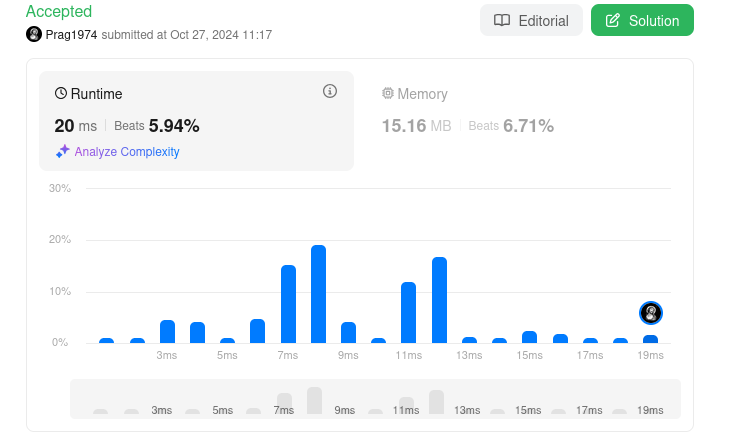 Accepted
Editorial
Solution
Prag1974 submitted at Oct 27, 2024 11:17
Runtime
20 ms | Beats 5.94%
Analyze Complexity
Memory
15.16 MB | Beats 6.71%
30%
20%
10%
0%
3ms 5ms 7ms 9ms 11ms 13ms 15ms 17ms 19ms
3ms 5ms 7ms 9ms 11ms 13ms 15ms 17ms 19ms